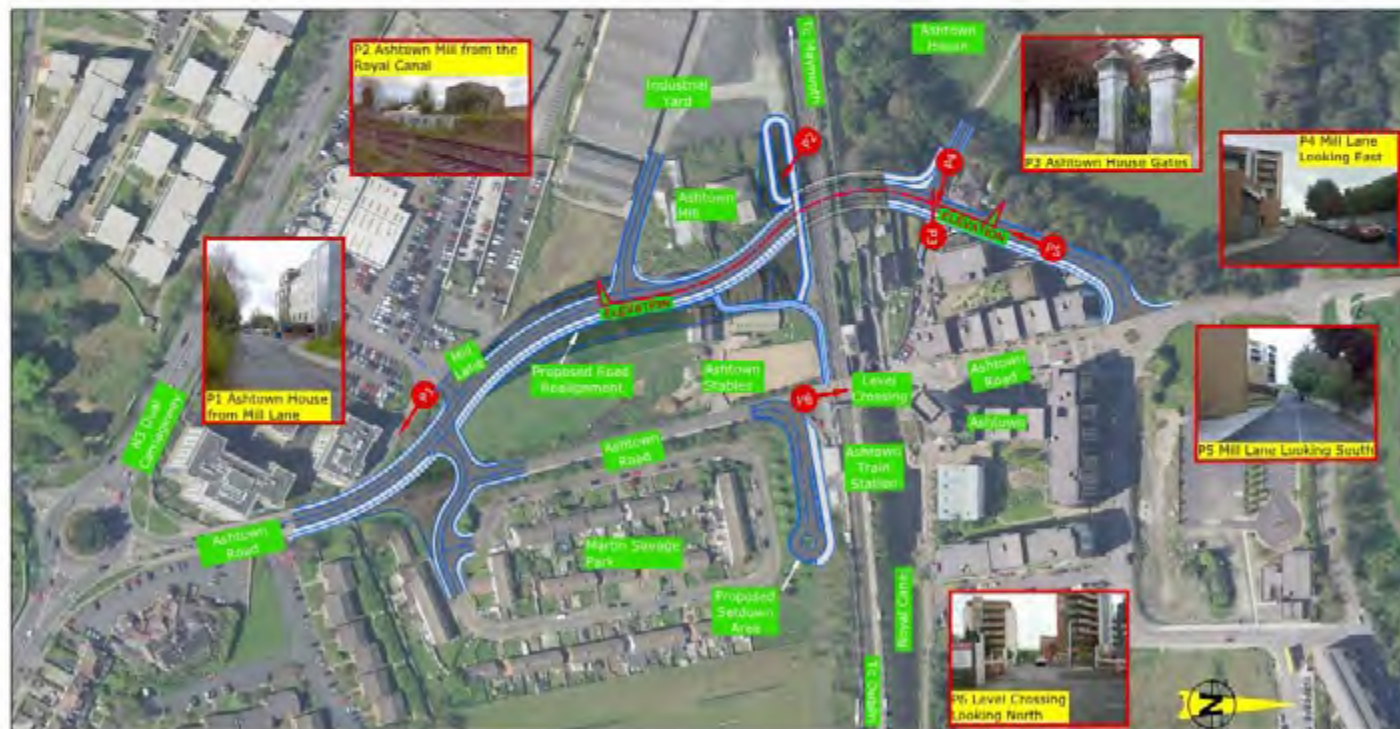 P2 Ashtown Mill from the
Royal Canal
To Maynooth
Ashtown
House
Industrial
Yard
P3 Ashtown House Gates
P4 Mill Lane
Looking East
P2
P4
Ashtown
Mill
ELEVATION
P3
P5
ELEVATION
P1 Ashtown House
from Mill Lane
Mill
Lane
Proposed Road
Realignment
Ashtown
Stables
Level
Crossing
Ashtown
Road
P1
P6
N3 Dual
Carriageway
Ashtown
P5 Mill Lane Looking South
Ashtown
Road
Ashtown
Train
Station
Ashtown
Road
Martin Savage
Park
Proposed
Setdown
Area
Royal Cane
To Dublin
P6 Level Crossing
Looking North
N